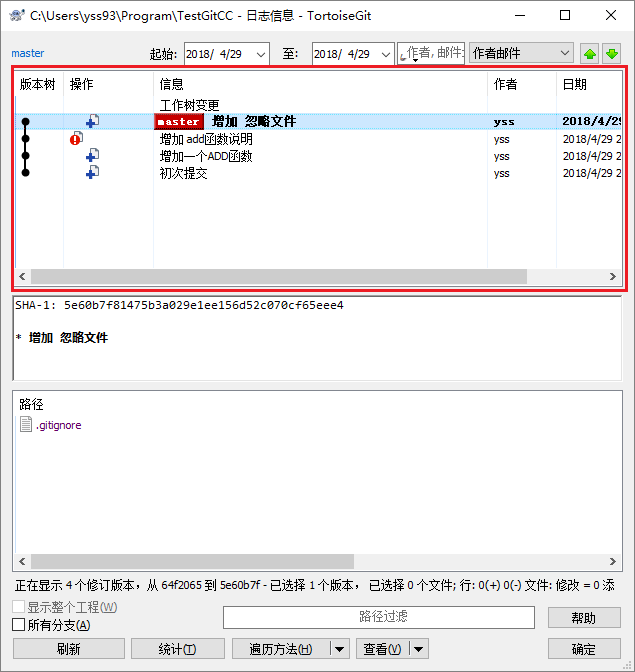 C:\Users\yss93\Program\TestGitCC - 日志信息 - TortoiseGit
master 起始: 2018/ 4/29 至: 2018/ 4/29 作者, 邮件; 作者邮件
版本树 操作 信息 作者 日期
工作树变更
master 增加 忽略文件 yss 2018/4/29
增加 add函数说明 yss 2018/4/29 2
增加一个ADD函数 yss 2018/4/29 2
初次提交 yss 2018/4/29 2
SHA-1: 5e60b7f81475b3a029e1ee156d52c070cf65eee4
* 增加 忽略文件
路径
.gitignore
正在显示 4 个修订版本，从 64f2065 到 5e60b7f - 已选择 1 个版本， 已选择 0 个文件; 行: 0(+) 0(-) 文件: 修改 = 0 添
显示整个工程(W)
路径过滤 帮助
所有分支(A)
刷新 统计(T) 遍历方法(H) 查看(V) 确定